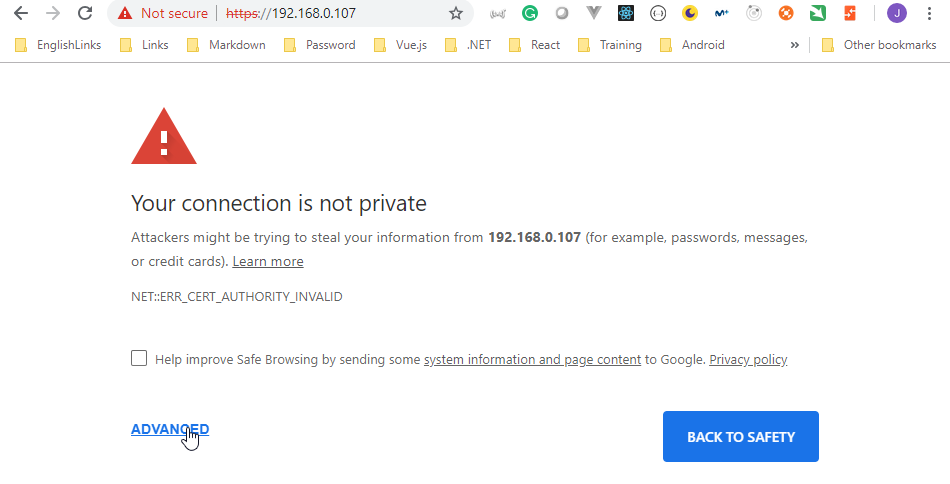 Not secure | https://192.168.0.107
J
EnglishLinks Links Markdown Password Vue.js .NET React Training Android » Other bookmarks
Your connection is not private
Attackers might be trying to steal your information from 192.168.0.107 (for example, passwords, messages,
or credit cards). Learn more
NET::ERR_CERT_AUTHORITY_INVALID
Help improve Safe Browsing by sending some system information and page content to Google. Privacy policy
ADVANCED
BACK TO SAFETY